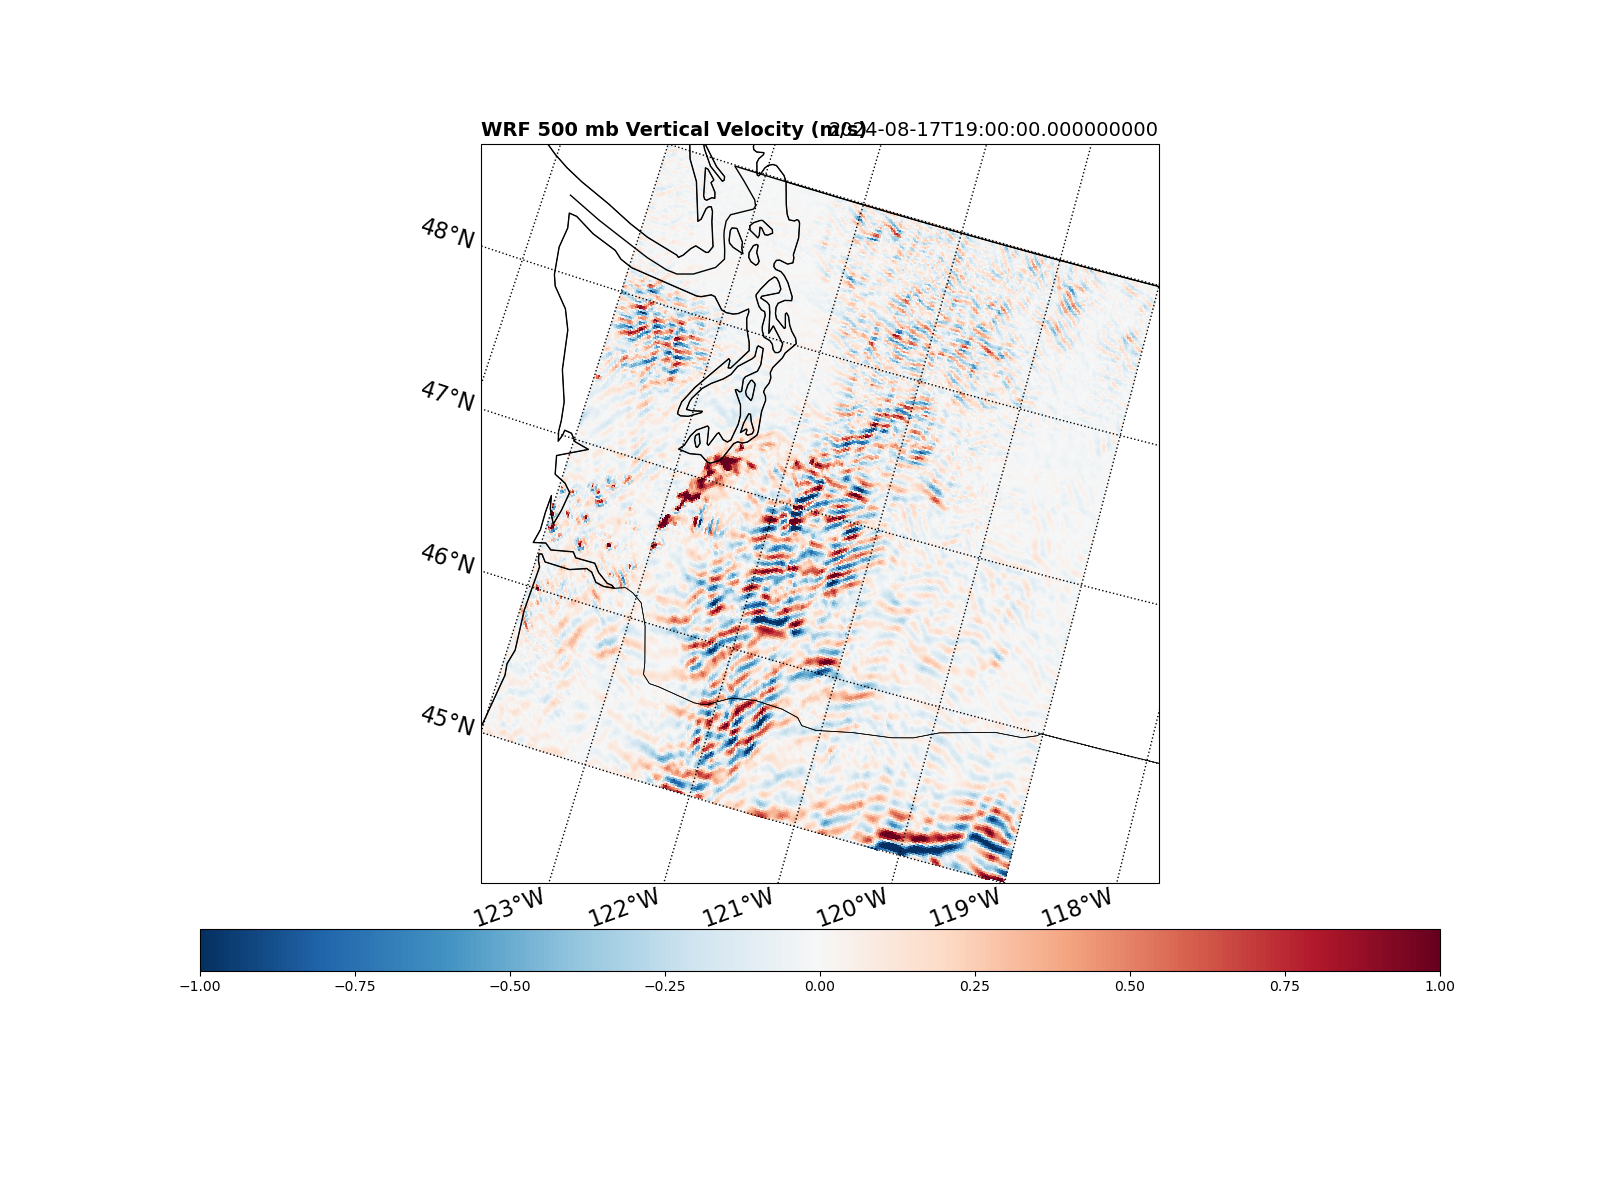 WRF 500 mb Vertical Velocity (m/s) 2024-08-17T19:00:00.000000000
48°N
47°N
46°N
45°N
123°W 122°W 121°W 120°W 119°W 118°W
−1.00 −0.75 −0.50 −0.25 0.00 0.25 0.50 0.75 1.00